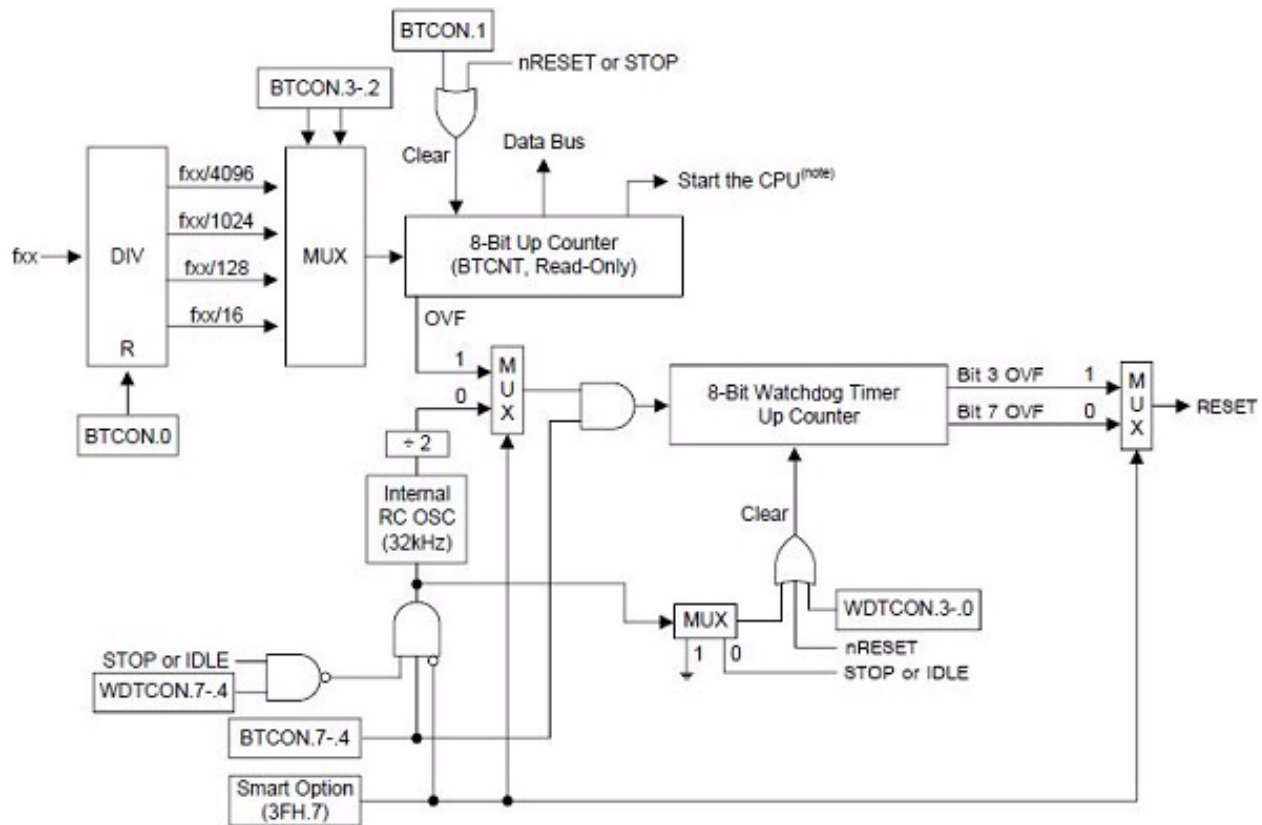 BTCON.1
nRESET or STOP
BTCON.3-.2
Clear
Data Bus
Start the CPU(note)
fxx
DIV
R
BTCON.0
fxx/4096
fxx/1024
fxx/128
fxx/16
MUX
8-Bit Up Counter
(BTCNT, Read-Only)
OVF
1
0
MUX
÷ 2
Internal
RC OSC
(32kHz)
8-Bit Watchdog Timer
Up Counter
Bit 3 OVF 1
Bit 7 OVF 0
MUX
RESET
Clear
MUX
1 0
WDTCON.3-.0
nRESET
STOP or IDLE
STOP or IDLE
WDTCON.7-.4
BTCON.7-.4
Smart Option
(3FH.7)